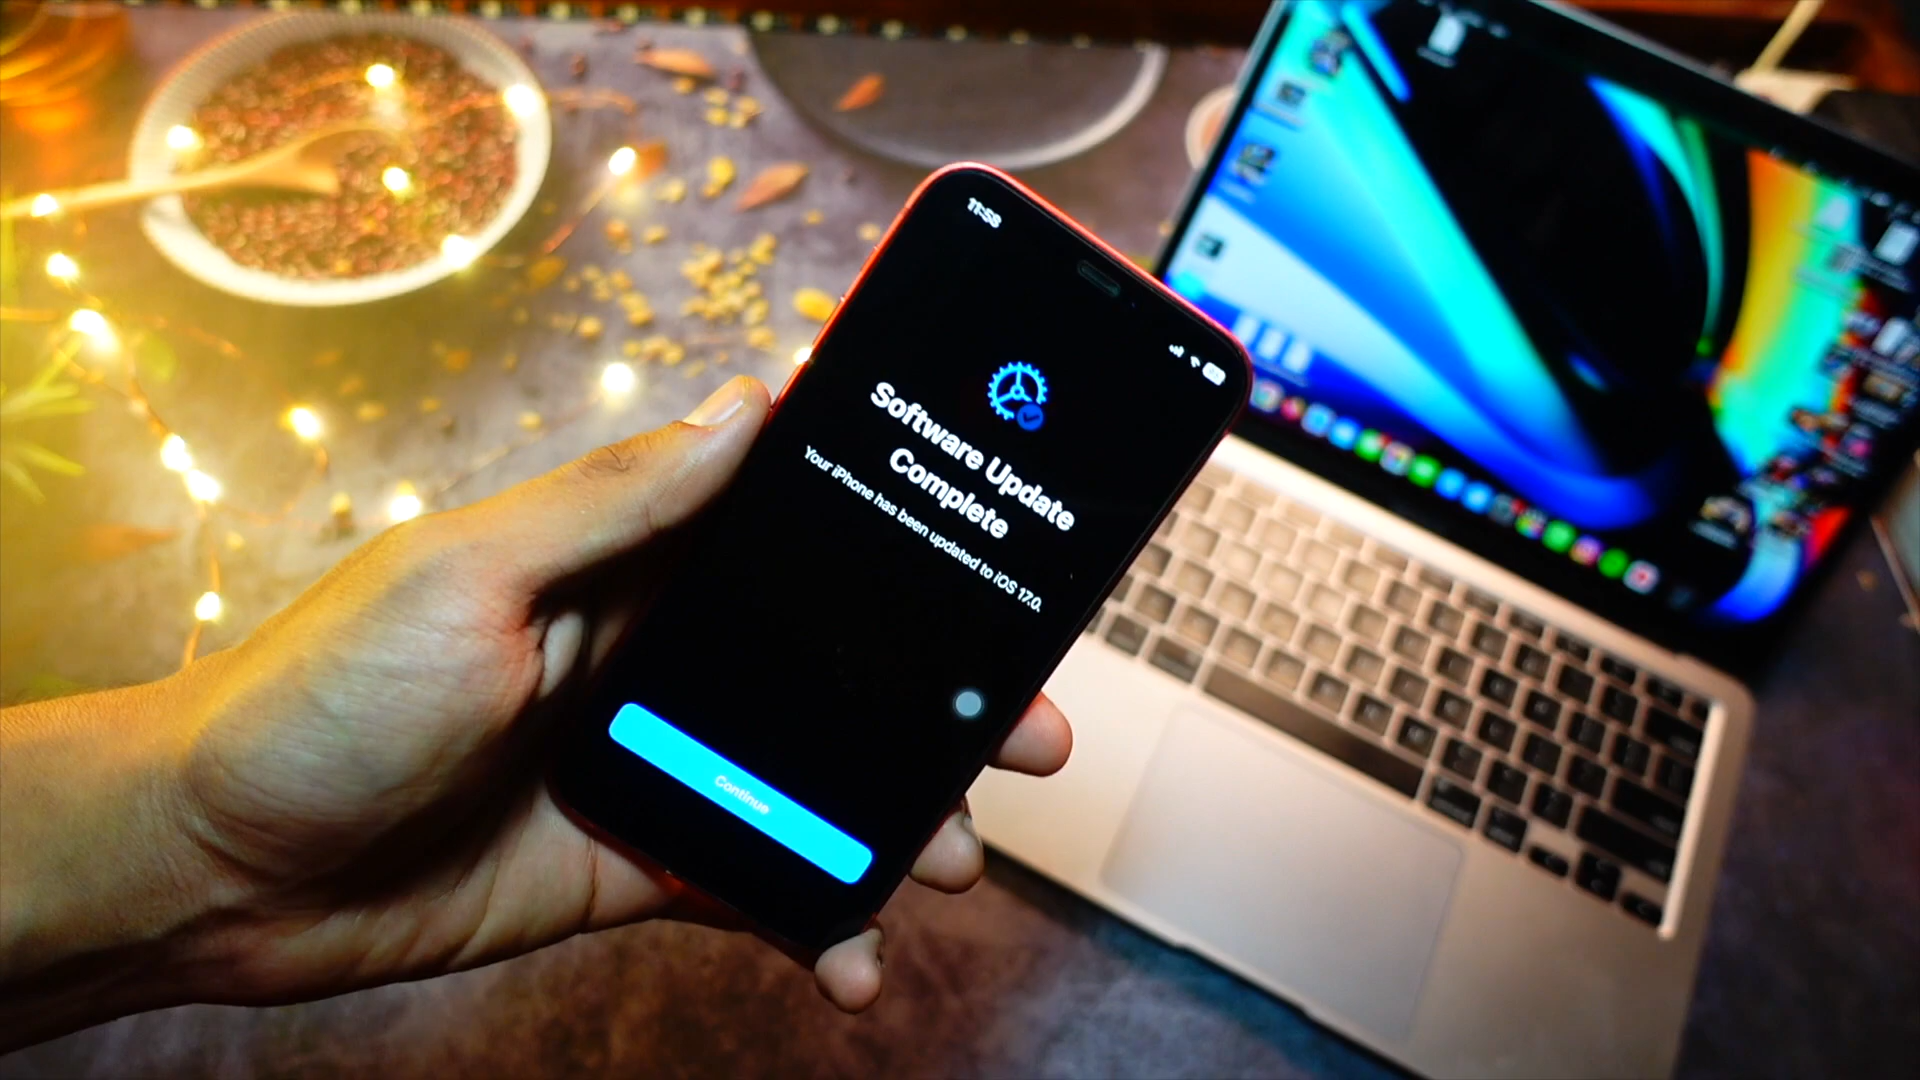 11:58
Software Update
Complete
Your iPhone has been updated to iOS 17.0.
Continue